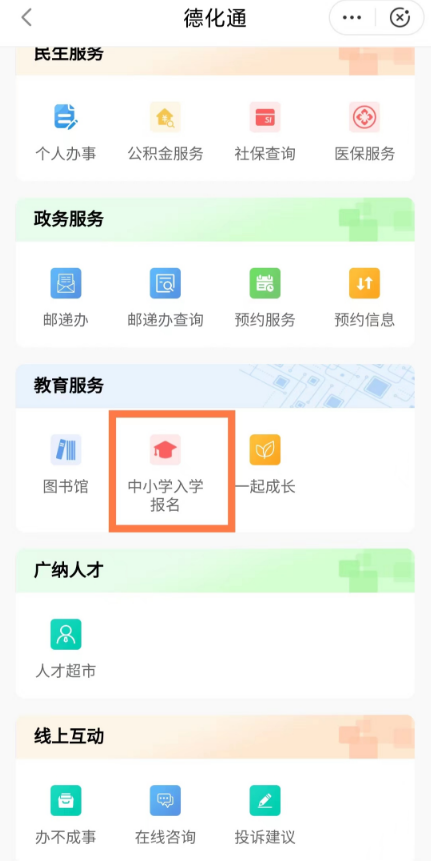 德化通
民生服务
个人办事 公积金服务 社保查询 医保服务
政务服务
邮递办 邮递办查询 预约服务 预约信息
教育服务
图书馆 中小学入学 一起成长
报名
广纳人才
人才超市
线上互动
办不成事 在线咨询 投诉建议